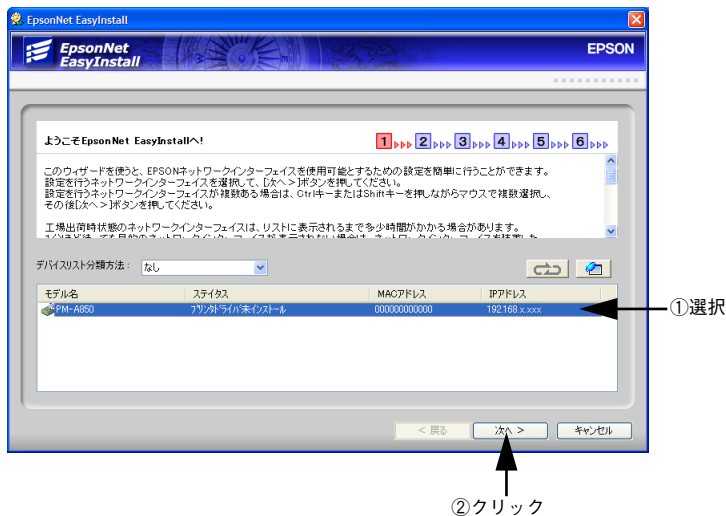 EpsonNet EasyInstall
EpsonNet
EasyInstall
EPSON
ようこそEpsonNet EasyInstallへ!
1 2 3 4 5 6
このウィザードを使うと、EPSONネットワークインターフェイスを使用可能とするための設定を簡単に行うことができます。
設定を行うネットワークインターフェイスを選択して、[次へ>]ボタンを押してください。
設定を行うネットワークインターフェイスが複数ある場合は、CtrlキーまたはShiftキーを押しながらマウスで複数選択し、
その後[次へ>]ボタンを押してください。
工場出荷時状態のネットワークインターフェイスは、リストに表示されるまで多少時間がかかる場合があります。
デバイスリスト分類方法: なし
モデル名 ステイタス MACアドレス IPアドレス
PM-A850 プリンタドライバ未インストール 000000000000 192.168.x.xxx
①選択
< 戻る 次へ > キャンセル
②クリック